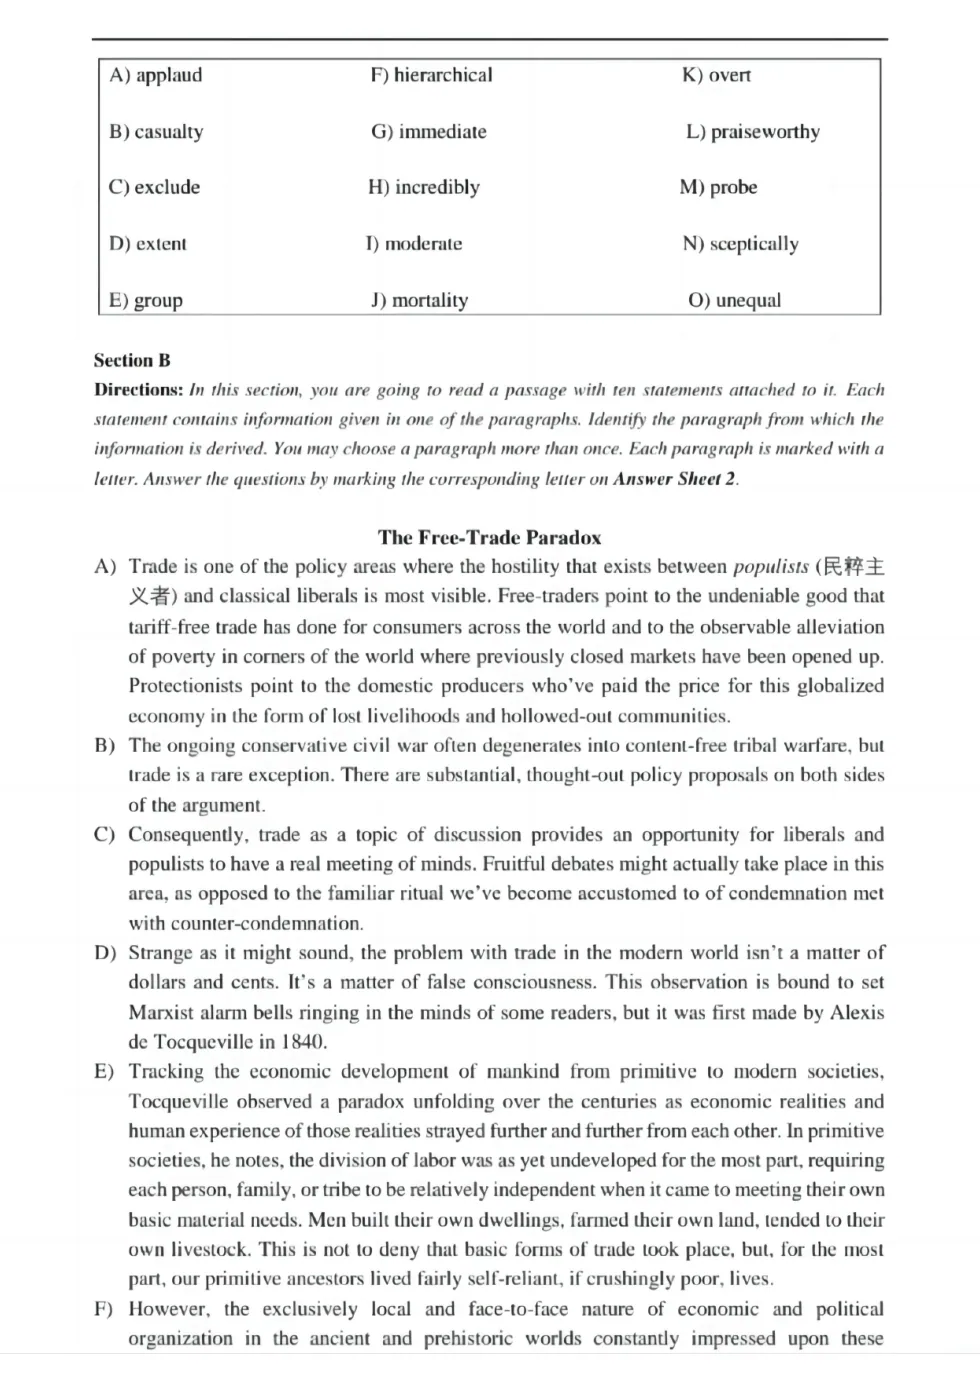 A) applaud F) hierarchical K) overt
B) casualty G) immediate L) praiseworthy
C) exclude H) incredibly M) probe
D) extent I) moderate N) sceptically
E) group J) mortality O) unequal
Section B
Directions: In this section, you are going to read a passage with ten statements attached to it. Each
statement contains information given in one of the paragraphs. Identify the paragraph from which the
information is derived. You may choose a paragraph more than once. Each paragraph is marked with a
letter. Answer the questions by marking the corresponding letter on Answer Sheet 2.
The Free-Trade Paradox
A) Trade is one of the policy areas where the hostility that exists between populists (民粹主
义者) and classical liberals is most visible. Free-traders point to the undeniable good that
tariff-free trade has done for consumers across the world and to the observable alleviation
of poverty in corners of the world where previously closed markets have been opened up.
Protectionists point to the domestic producers who've paid the price for this globalized
economy in the form of lost livelihoods and hollowed-out communities.
B) The ongoing conservative civil war often degenerates into content-free tribal warfare, but
trade is a rare exception. There are substantial, thought-out policy proposals on both sides
of the argument.
C) Consequently, trade as a topic of discussion provides an opportunity for liberals and
populists to have a real meeting of minds. Fruitful debates might actually take place in this
area, as opposed to the familiar ritual we've become accustomed to of condemnation met
with counter-condemnation.
D) Strange as it might sound, the problem with trade in the modern world isn't a matter of
dollars and cents. It's a matter of false consciousness. This observation is bound to set
Marxist alarm bells ringing in the minds of some readers, but it was first made by Alexis
de Tocqueville in 1840.
E) Tracking the economic development of mankind from primitive to modern societies,
Tocqueville observed a paradox unfolding over the centuries as economic realities and
human experience of those realities strayed further and further from each other. In primitive
societies, he notes, the division of labor was as yet undeveloped for the most part, requiring
each person, family, or tribe to be relatively independent when it came to meeting their own
basic material needs. Men built their own dwellings, farmed their own land, tended to their
own livestock. This is not to deny that basic forms of trade took place, but, for the most
part, our primitive ancestors lived fairly self-reliant, if crushingly poor, lives.
F) However, the exclusively local and face-to-face nature of economic and political
organization in the ancient and prehistoric worlds constantly impressed upon these